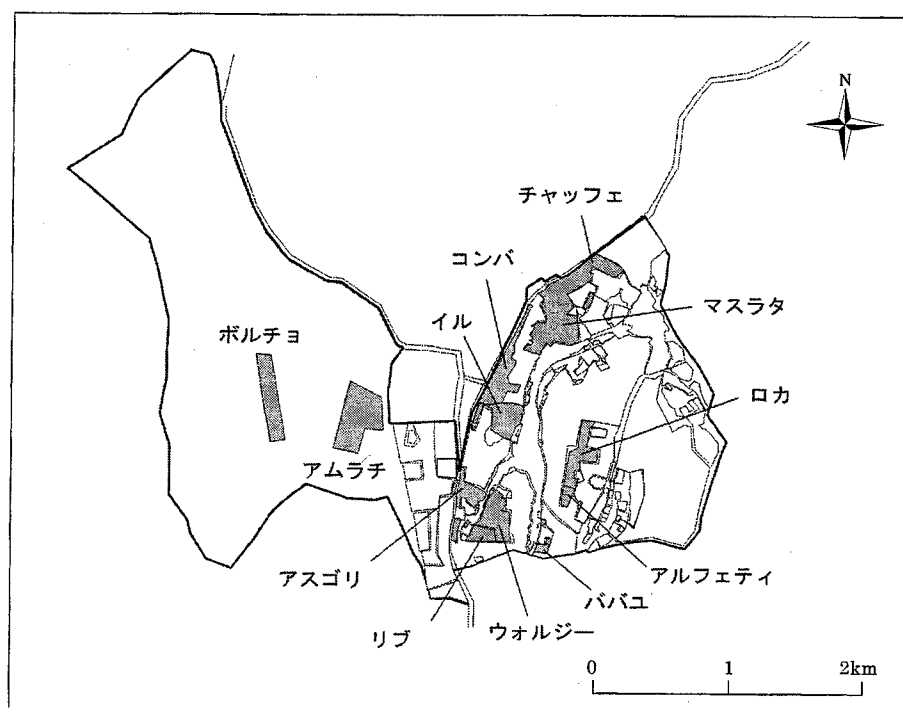 N
チャッフェ
コンバ
マスラタ
イル
ボルチョ
ロカ
アムラチ
アスゴリ
アルフェティ
ババユ
リブ
ウォルジー
0 1 2km